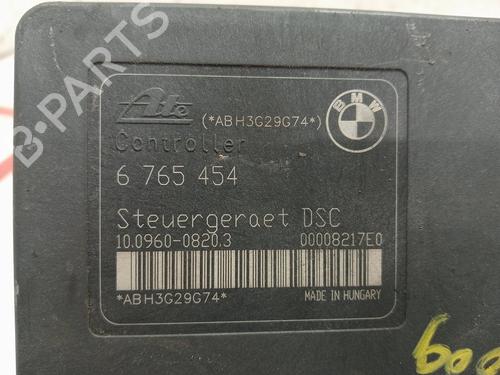 B-PARTS
Ate
(*ABH3G29G74*)
BMW
Controller
6 765 454
Steuergeraet DSC
10.0960-0820.3 00008217E0
*ABH3G29G74*
MADE IN HUNGARY